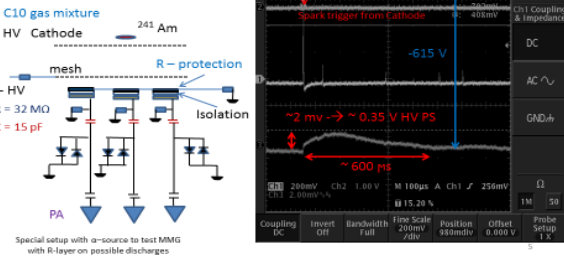 C10 gas mixture
HV Cathode
241 Am
mesh
R – protection
- HV
= 32 MΩ
= 15 pF
Isolation
PA
Special setup with α–source to test MMG
with R-layer on possible discharges
Spark trigger from Cathode
408mV
-615 V
~2 mv -→ ~ 0,35 V HV PS
~ 600 µs
Ch1 200mV Ch2 1.00 V M 100µs A Ch1 ∫ 256mV
Ch3 2.00mV
15.20 %
Ch1 Coupling
& Impedance
DC
AC
GND
Ω
1M 50
Coupling
DC
Invert
Off
Bandwidth
Full
Fine Scale
200mV
/div
Position
980mdiv
Offset
0.000 V
Probe
Setup
1 X
5